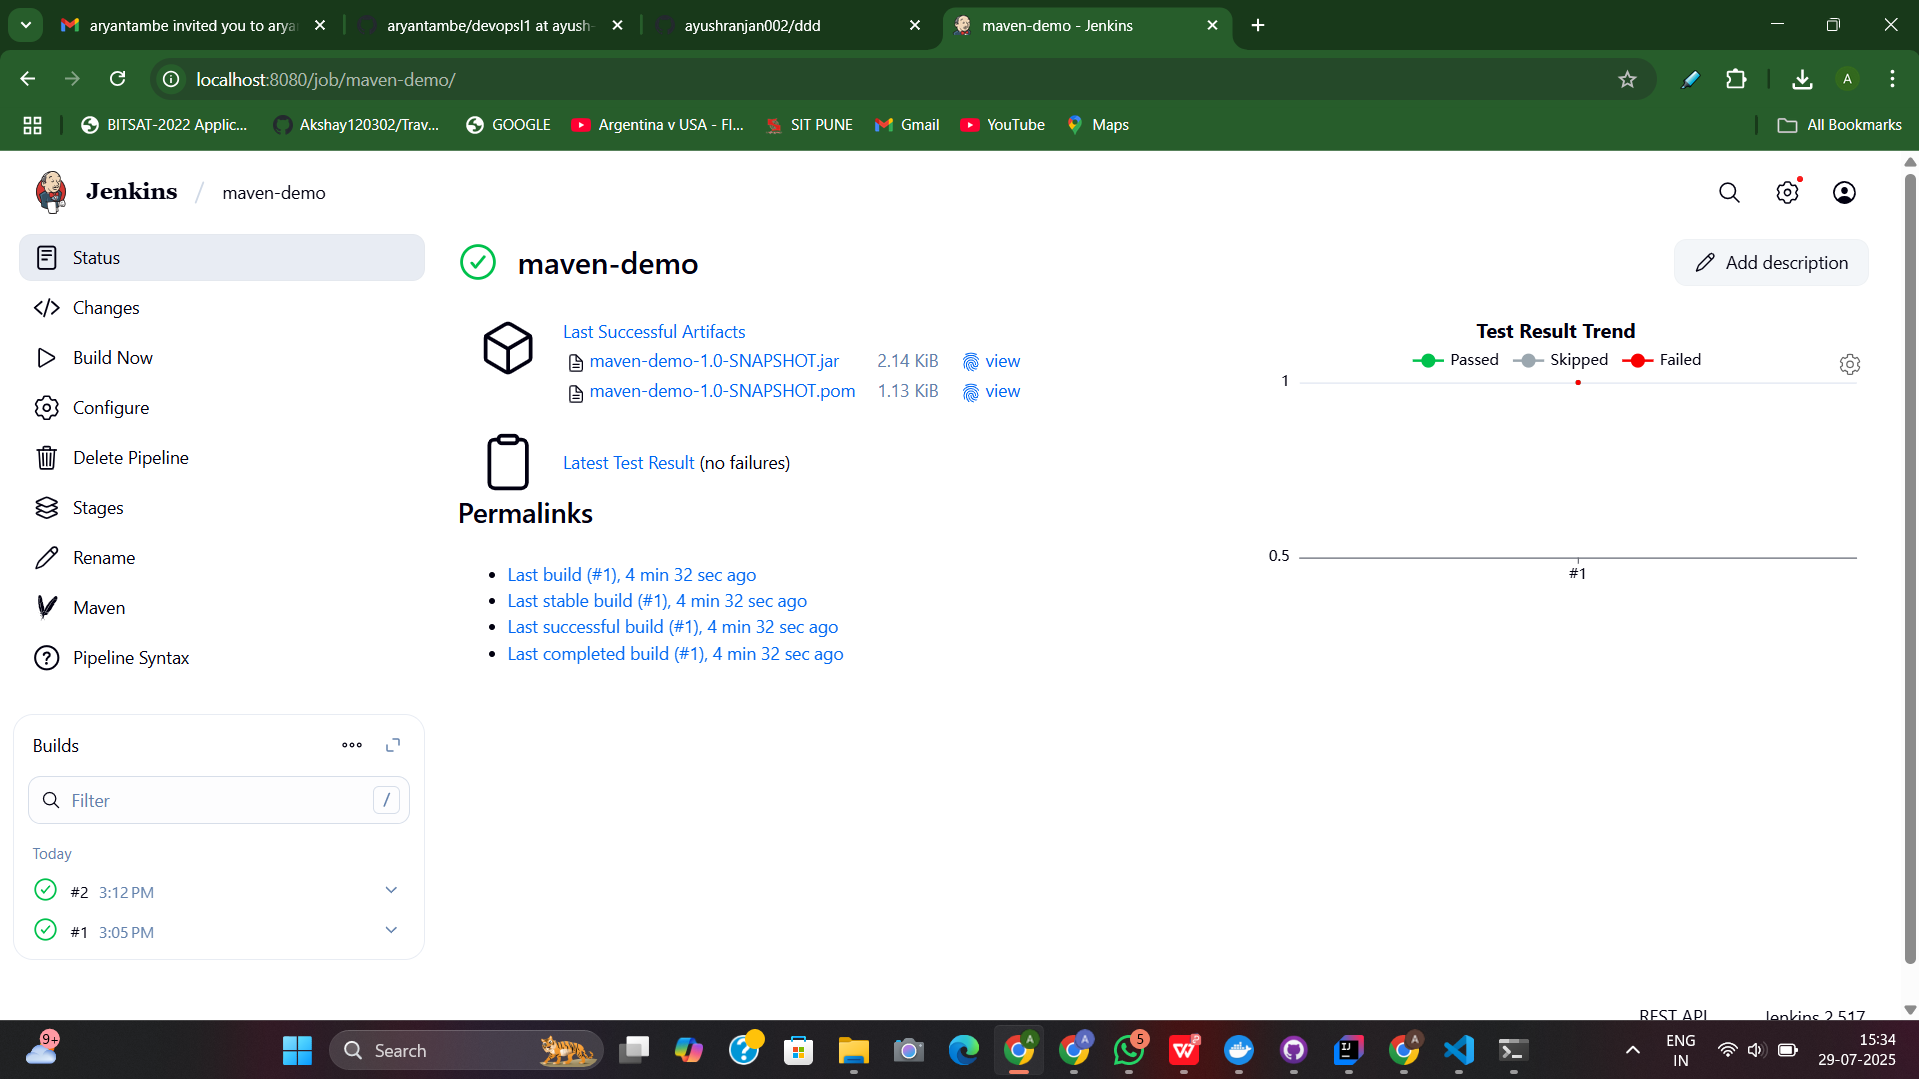 aryantambe invited you to arya
aryantambe/devopsl1 at ayush-
ayushranjan002/ddd
maven-demo - Jenkins
localhost:8080/job/maven-demo/
A
BITSAT-2022 Applic...
Akshay120302/Trav...
GOOGLE
Argentina v USA - Fl...
SIT PUNE
Gmail
YouTube
Maps
All Bookmarks
Jenkins / maven-demo
Status
Changes
Build Now
Configure
Delete Pipeline
Stages
Rename
Maven
Pipeline Syntax
Builds
Filter
/
Today
#2 3:12 PM
#1 3:05 PM
maven-demo
Add description
Last Successful Artifacts
maven-demo-1.0-SNAPSHOT.jar 2.14 KiB view
maven-demo-1.0-SNAPSHOT.pom 1.13 KiB view
Latest Test Result (no failures)
Permalinks
Last build (#1), 4 min 32 sec ago
Last stable build (#1), 4 min 32 sec ago
Last successful build (#1), 4 min 32 sec ago
Last completed build (#1), 4 min 32 sec ago
Test Result Trend
Passed Skipped Failed
1
0.5
#1
REST API Jenkins 2.517
9+
Search
A
A
5
A
ENG
IN
15:34
29-07-2025